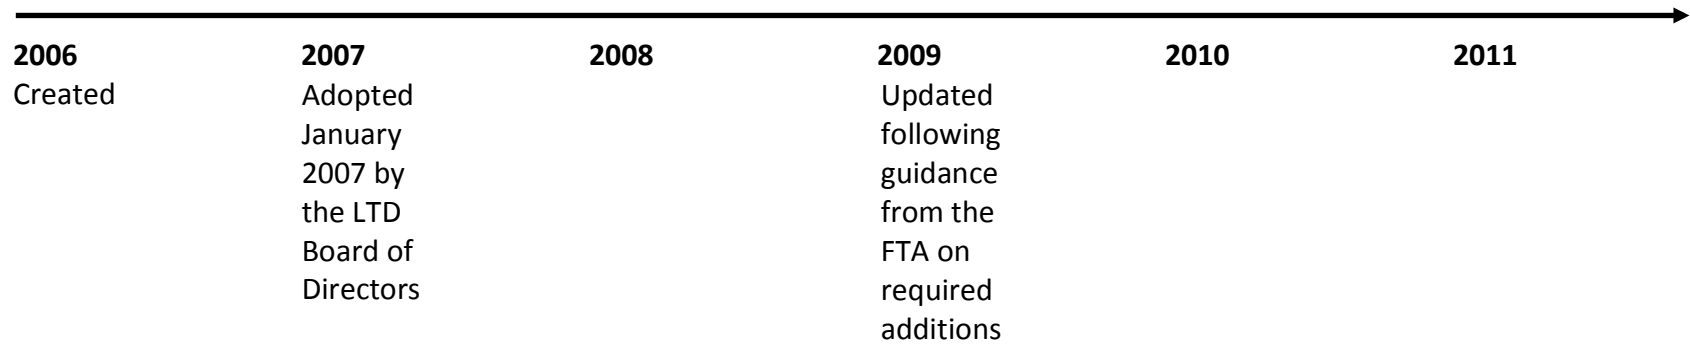 2006 2007 2008 2009 2010 2011
Created
Adopted
January
2007 by
the LTD
Board of
Directors
Updated
following
guidance
from the
FTA on
required
additions